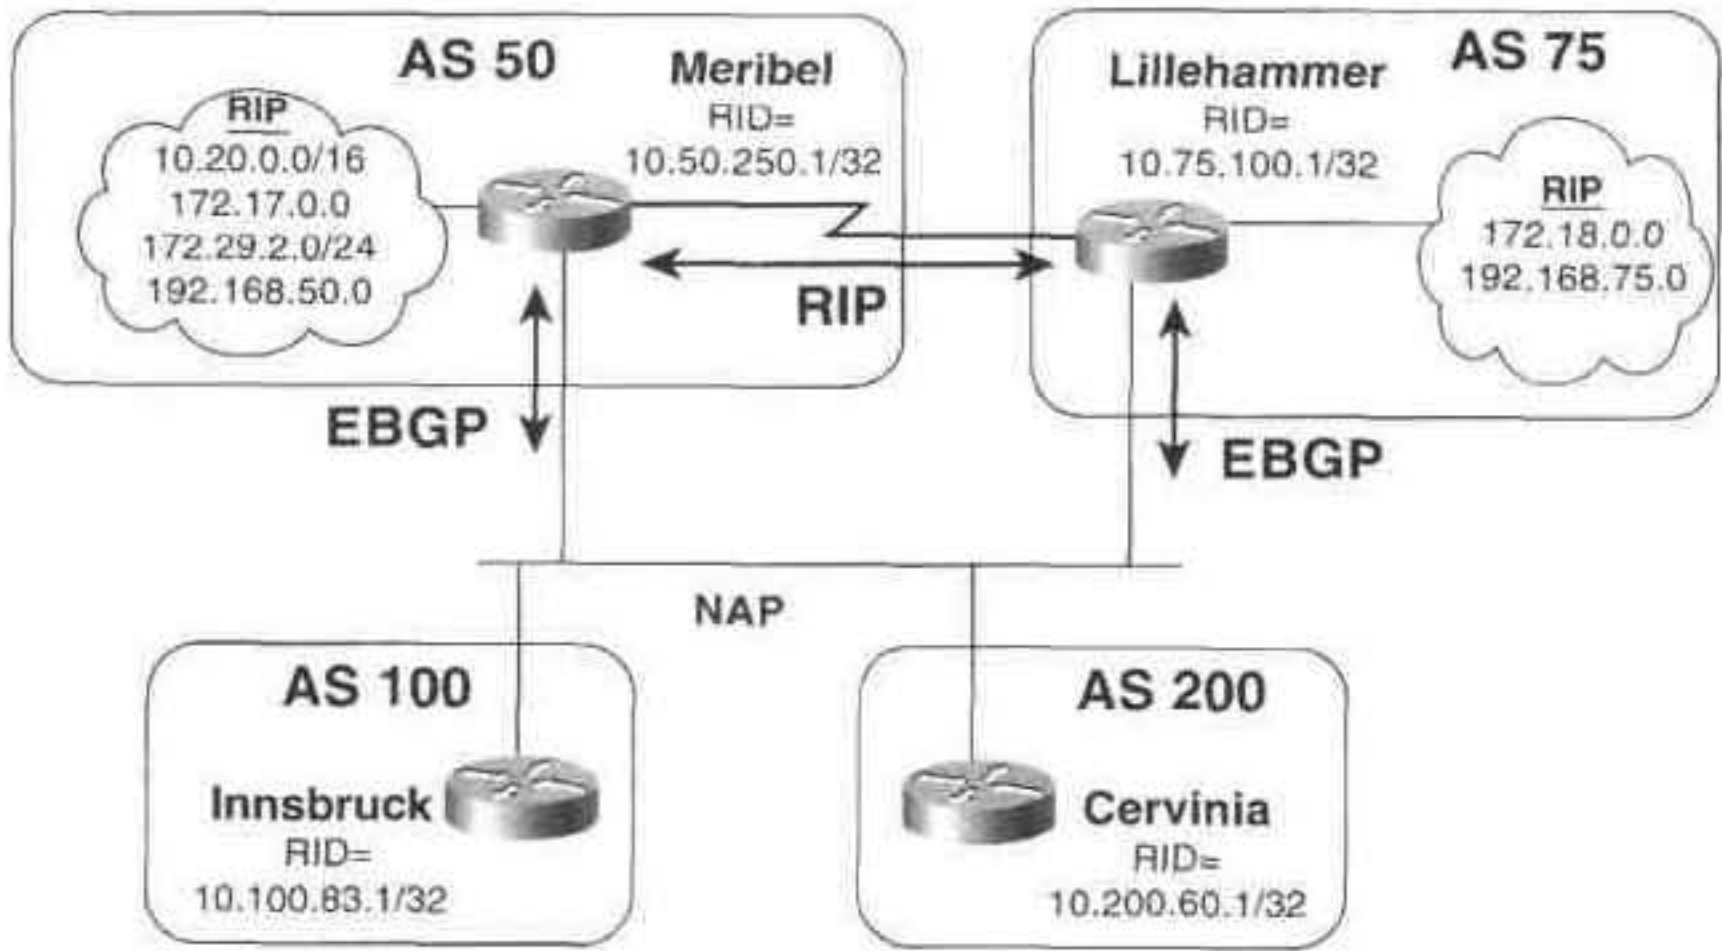 AS 50
Meribel
RID=
10.50.250.1/32
RIP
10.20.0.0/16
172.17.0.0
172.29.2.0/24
192.168.50.0
AS 75
Lillehammer
RID=
10.75.100.1/32
RIP
172.18.0.0
192.168.75.0
RIP
EBGP
EBGP
NAP
AS 100
Innsbruck
RID=
10.100.83.1/32
AS 200
Cervinia
RID=
10.200.60.1/32